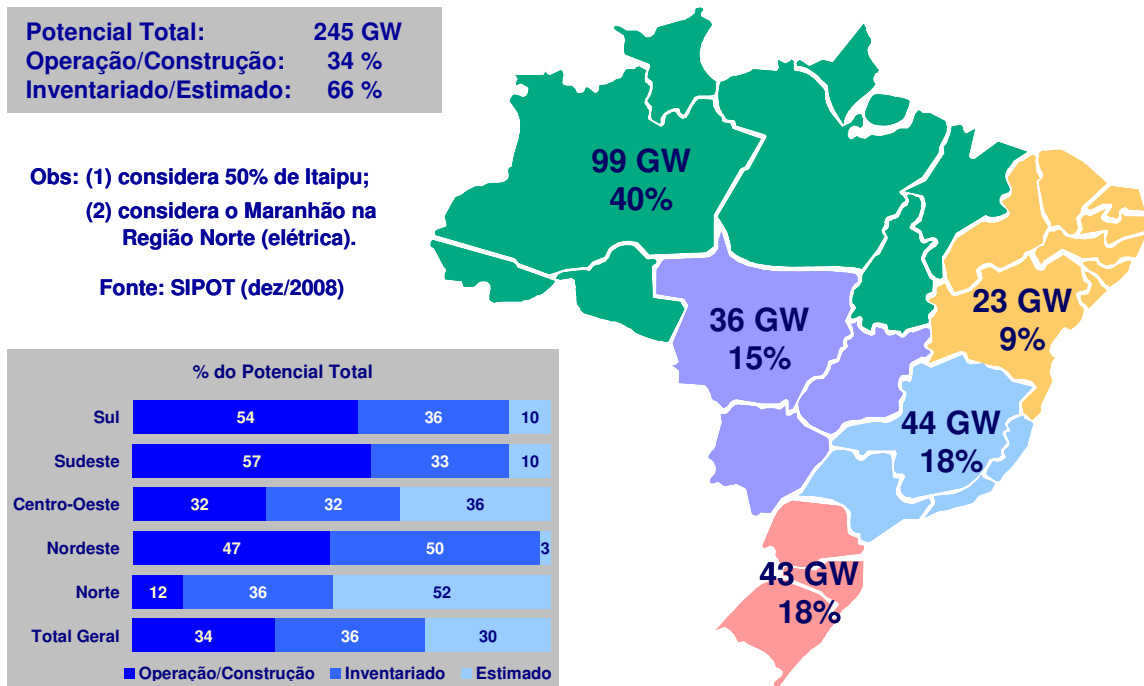 Potencial Total: 245 GW
Operação/Construção: 34 %
Inventariado/Estimado: 66 %
Obs: (1) considera 50% de Itaipu;
(2) considera o Maranhão na
Região Norte (elétrica).
Fonte: SIPOT (dez/2008)
99 GW
40%
36 GW
15%
23 GW
9%
44 GW
18%
43 GW
18%
% do Potencial Total
Sul 54 36 10
Sudeste 57 33 10
Centro-Oeste 32 32 36
Nordeste 47 50 3
Norte 12 36 52
Total Geral 34 36 30
Operação/Construção Inventariado Estimado